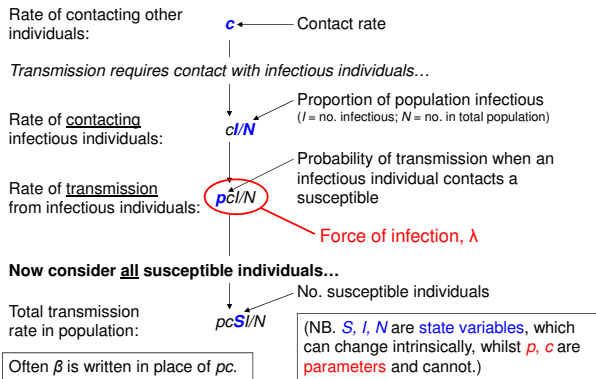 Rate of contacting other
individuals:
c
Contact rate
Transmission requires contact with infectious individuals…
Rate of contacting
infectious individuals:
cI/N
Proportion of population infectious
(I = no. infectious; N = no. in total population)
Rate of transmission
from infectious individuals:
pcI/N
Probability of transmission when an
infectious individual contacts a
susceptible
Force of infection, λ
Now consider all susceptible individuals…
Total transmission
rate in population:
pcSI/N
No. susceptible individuals
Often β is written in place of pc.
(NB. S, I, N are state variables, which
can change intrinsically, whilst p, c are
parameters and cannot.)